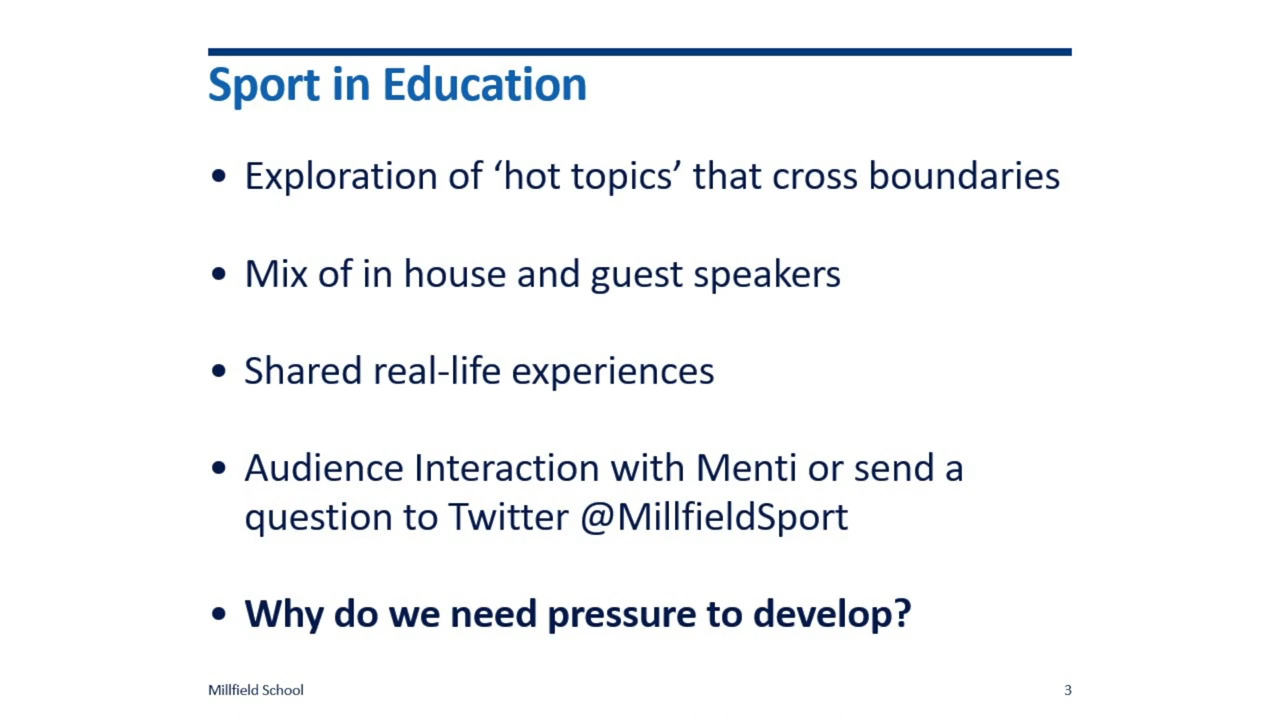 Sport in Education
• Exploration of ‘hot topics’ that cross boundaries
• Mix of in house and guest speakers
• Shared real-life experiences
• Audience Interaction with Menti or send a
question to Twitter @MillfieldSport
• Why do we need pressure to develop?
Millfield School 3